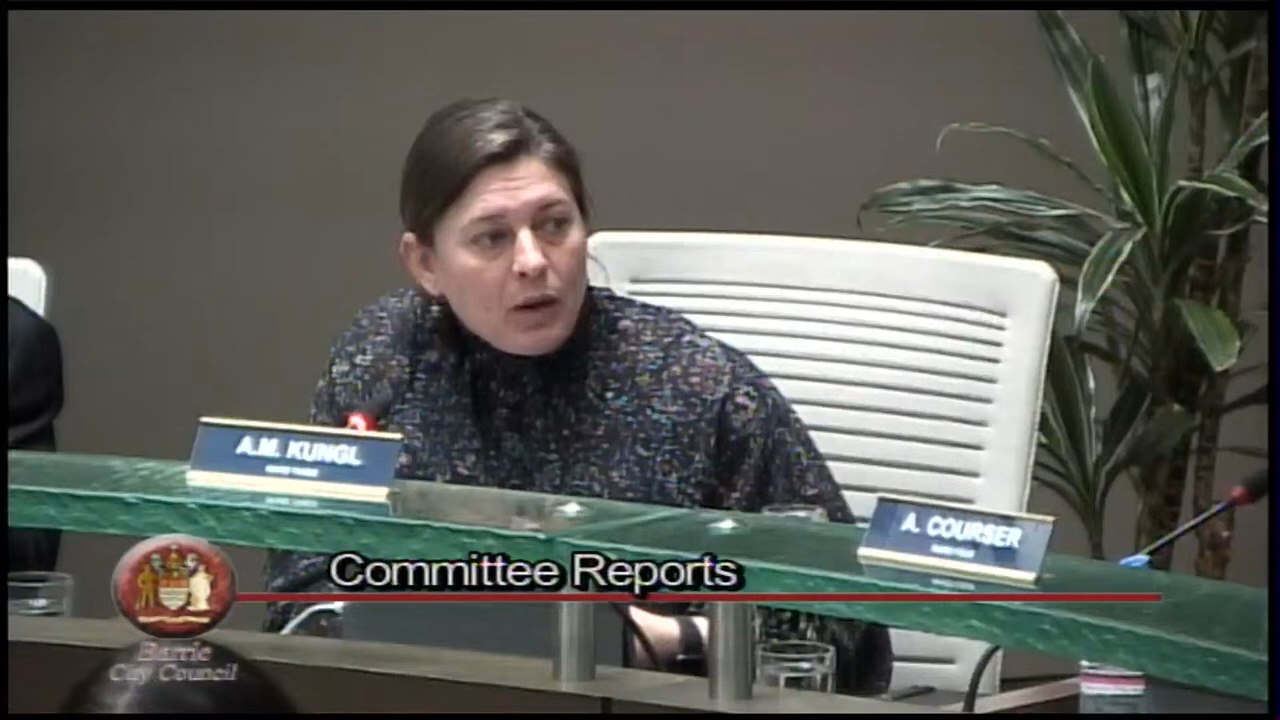 A.M. KUNGL
A. COURSER
Committee Reports
Barrie
City Council